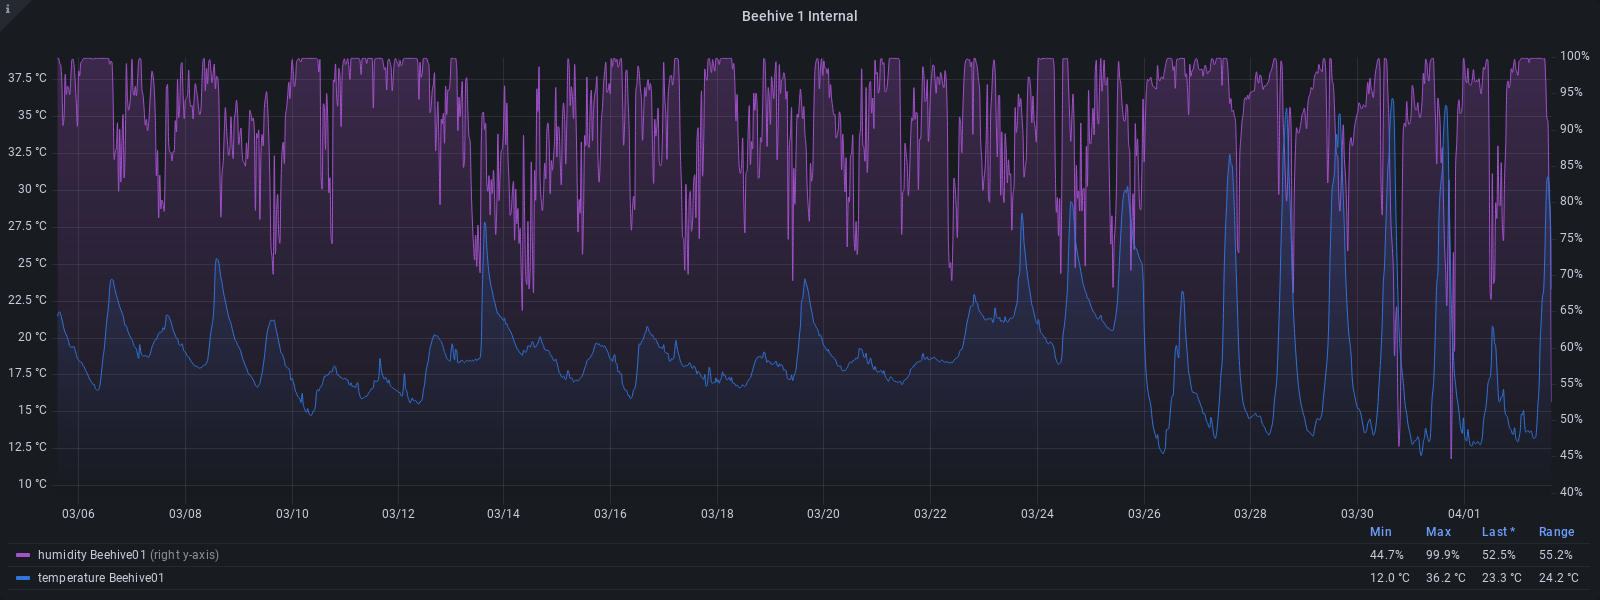 i
Beehive 1 Internal
37.5 °C
35 °C
32.5 °C
30 °C
27.5 °C
25 °C
22.5 °C
20 °C
17.5 °C
15 °C
12.5 °C
10 °C
100%
95%
90%
85%
80%
75%
70%
65%
60%
55%
50%
45%
40%
03/06 03/08 03/10 03/12 03/14 03/16 03/18 03/20 03/22 03/24 03/26 03/28 03/30 04/01
Min Max Last * Range
humidity Beehive01 (right y-axis) 44.7% 99.9% 52.5% 55.2%
temperature Beehive01 12.0 °C 36.2 °C 23.3 °C 24.2 °C